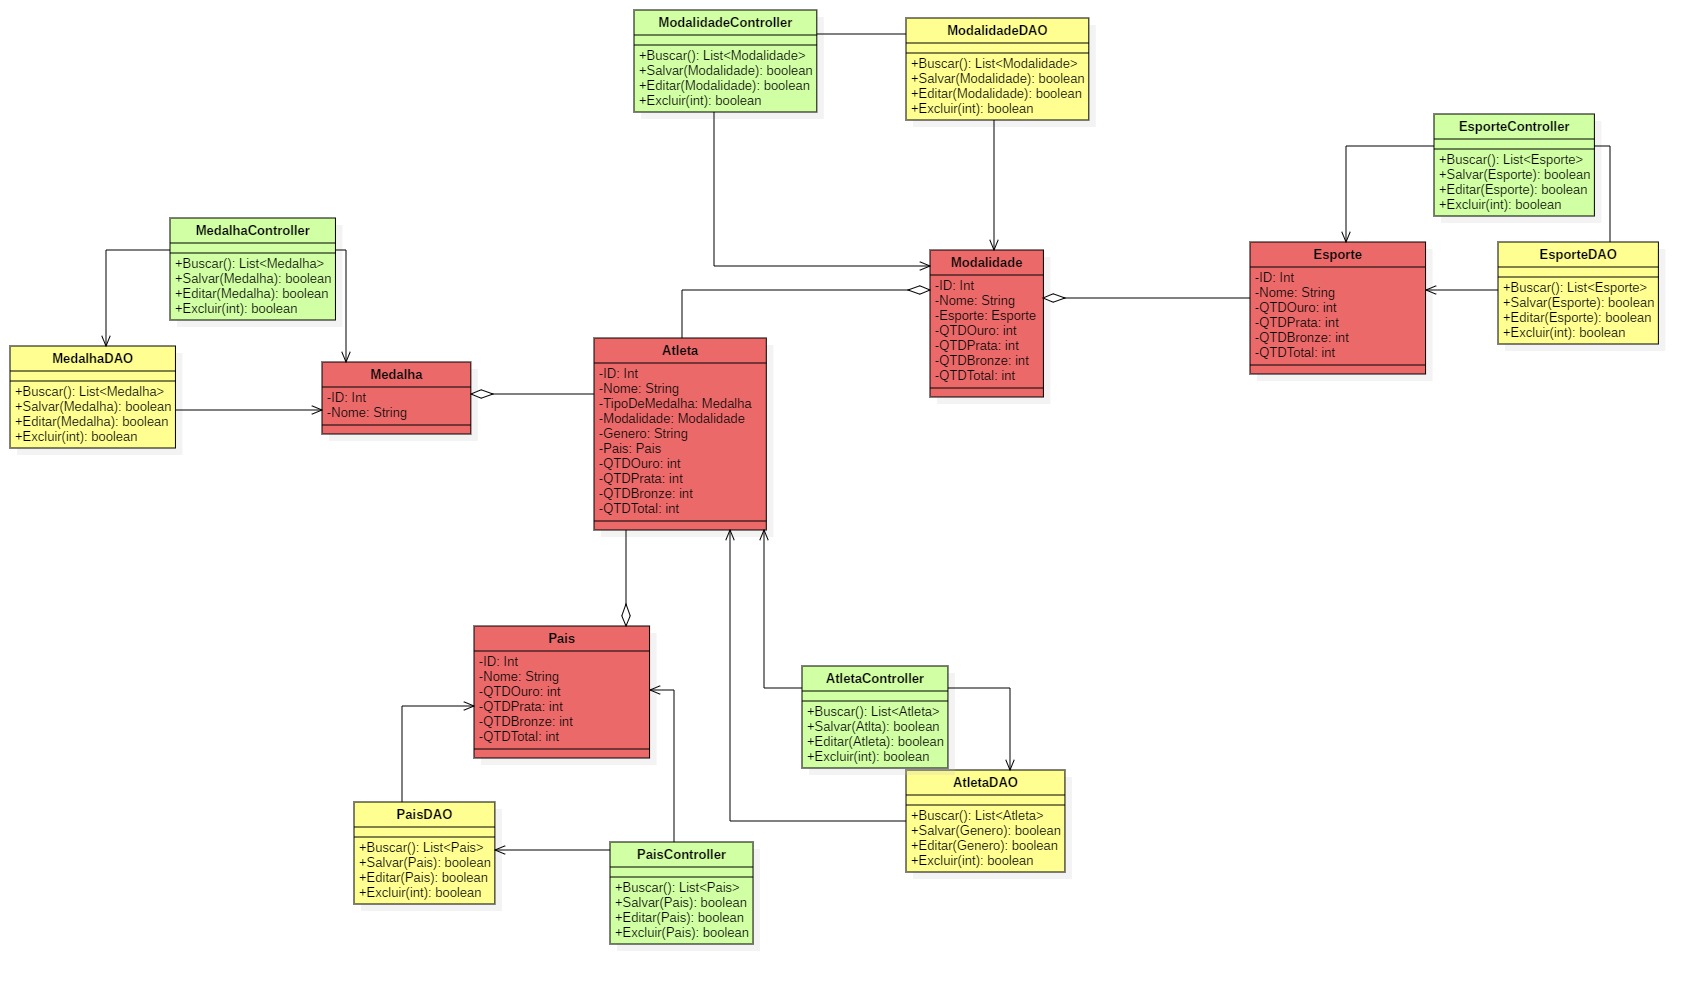 ModalidadeController
+Buscar(): List<Modalidade>
+Salvar(Modalidade): boolean
+Editar(Modalidade): boolean
+Excluir(int): boolean
ModalidadeDAO
+Buscar(): List<Modalidade>
+Salvar(Modalidade): boolean
+Editar(Modalidade): boolean
+Excluir(int): boolean
EsporteController
+Buscar(): List<Esporte>
+Salvar(Esporte): boolean
+Editar(Esporte): boolean
+Excluir(int): boolean
MedalhaController
+Buscar(): List<Medalha>
+Salvar(Medalha): boolean
+Editar(Medalha): boolean
+Excluir(int): boolean
Modalidade
-ID: Int
-Nome: String
-Esporte: Esporte
-QTDOuro: int
-QTDPrata: int
-QTDBronze: int
-QTDTotal: int
Esporte
-ID: Int
-Nome: String
-QTDOuro: int
-QTDPrata: int
-QTDBronze: int
-QTDTotal: int
EsporteDAO
+Buscar(): List<Esporte>
+Salvar(Esporte): boolean
+Editar(Esporte): boolean
+Excluir(int): boolean
MedalhaDAO
+Buscar(): List<Medalha>
+Salvar(Medalha): boolean
+Editar(Medalha): boolean
+Excluir(int): boolean
Medalha
-ID: Int
-Nome: String
Atleta
-ID: Int
-Nome: String
-TipoDeMedalha: Medalha
-Modalidade: Modalidade
-Genero: String
-Pais: Pais
-QTDOuro: int
-QTDPrata: int
-QTDBronze: int
-QTDTotal: int
Pais
-ID: Int
-Nome: String
-QTDOuro: int
-QTDPrata: int
-QTDBronze: int
-QTDTotal: int
AtletaController
+Buscar(): List<Atleta>
+Salvar(Atlta): boolean
+Editar(Atleta): boolean
+Excluir(int): boolean
AtletaDAO
+Buscar(): List<Atleta>
+Salvar(Genero): boolean
+Editar(Genero): boolean
+Excluir(int): boolean
PaisDAO
+Buscar(): List<Pais>
+Salvar(Pais): boolean
+Editar(Pais): boolean
+Excluir(int): boolean
PaisController
+Buscar(): List<Pais>
+Salvar(Pais): boolean
+Editar(Pais): boolean
+Excluir(Pais): boolean